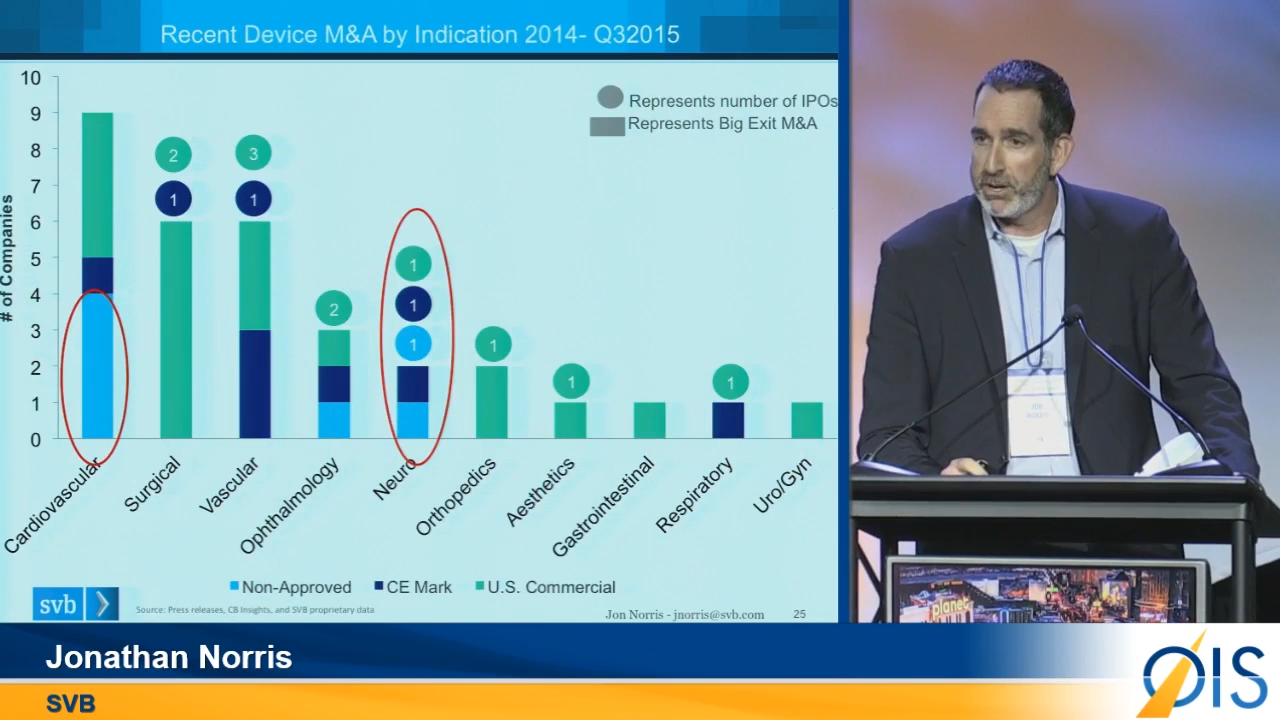 Recent Device M&A by Indication 2014- Q32015
10
9
8
7
6
5
4
3
2
1
0
# of Companies
Represents number of IPOs
Represents Big Exit M&A
2
1
3
1
2
1
1
1
1
1
1
Cardiovascular
Surgical
Vascular
Ophthalmology
Neuro
Orthopedics
Aesthetics
Gastrointestinal
Respiratory
Uro/Gyn
Non-Approved
CE Mark
U.S. Commercial
svb
Source: Press releases, CB Insights, and SVB proprietary data
Jon Norris - jnorris@svb.com
25
planet
Jonathan Norris
SVB
OIS